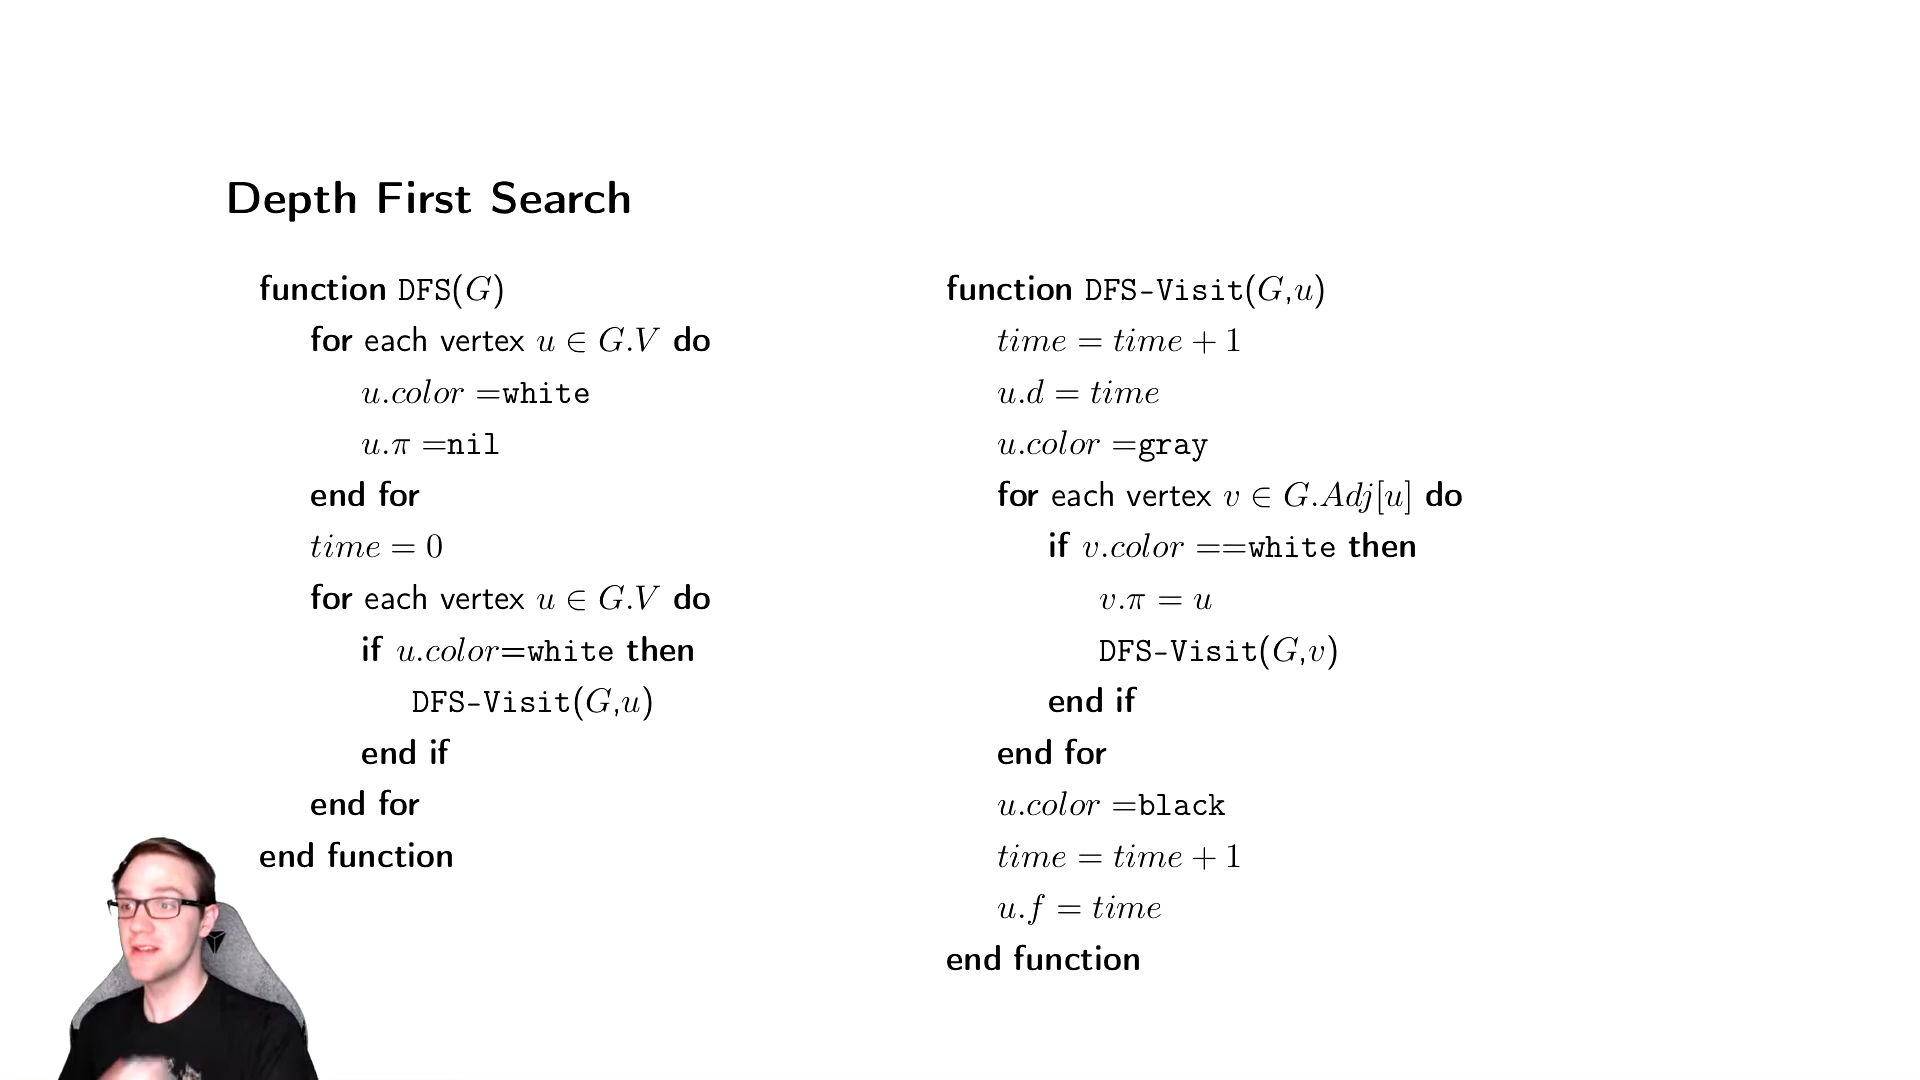 Depth First Search
function DFS(G)
for each vertex u ∈ G.V do
u.color =white
u.π =nil
end for
time = 0
for each vertex u ∈ G.V do
if u.color=white then
DFS-Visit(G,u)
end if
end for
end function
function DFS-Visit(G,u)
time = time + 1
u.d = time
u.color =gray
for each vertex v ∈ G.Adj[u] do
if v.color ==white then
v.π = u
DFS-Visit(G,v)
end if
end for
u.color =black
time = time + 1
u.f = time
end function